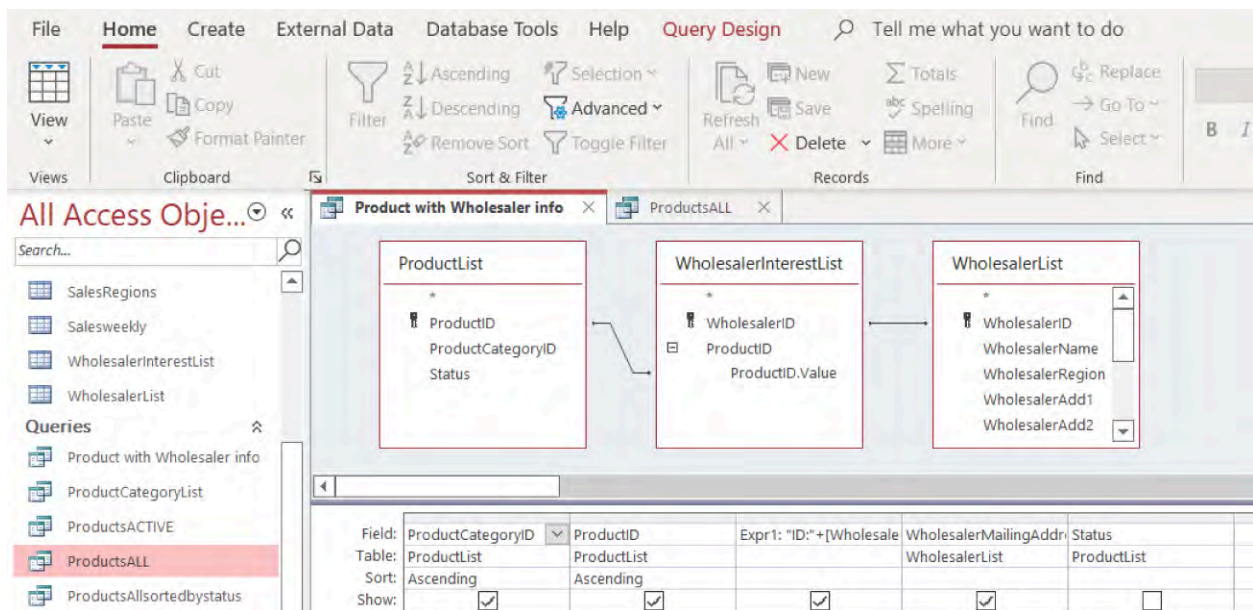 File Home Create External Data Database Tools Help Query Design Tell me what you want to do
View
Paste
Cut
Copy
Format Painter
Filter
Ascending
Descending
Remove Sort
Selection
Advanced
Toggle Filter
Refresh All
New
Save
Delete
Totals
Spelling
More
Find
Replace
Go To
Select
B I
Views Clipboard Sort & Filter Records Find
All Access Obje...
Search...
SalesRegions
Salesweekly
WholesalerInterestList
WholesalerList
Queries
Product with Wholesaler info
ProductCategoryList
ProductsACTIVE
ProductsALL
ProductsAllsortedbystatus
Product with Wholesaler info ProductsALL
ProductList
*
ProductID
ProductCategoryID
Status
WholesalerInterestList
*
WholesalerID
ProductID
ProductID.Value
WholesalerList
*
WholesalerID
WholesalerName
WholesalerRegion
WholesalerAdd1
WholesalerAdd2
Field: ProductCategoryID ProductID Expr1: "ID:"+[Wholesale WholesalerMailingAddr Status
Table: ProductList ProductList WholesalerList ProductList
Sort: Ascending Ascending
Show: